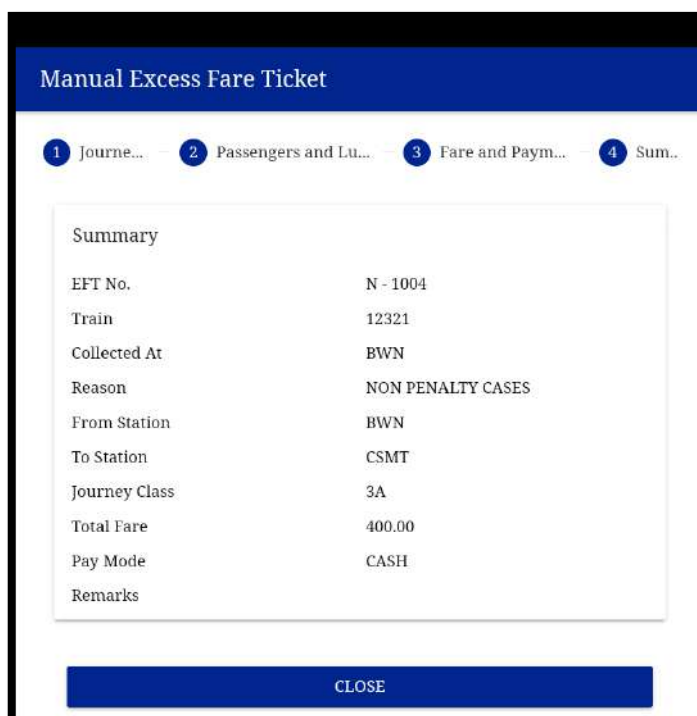 Manual Excess Fare Ticket
1 Journe... 2 Passengers and Lu... 3 Fare and Paym... 4 Sum..
Summary
EFT No. N - 1004
Train 12321
Collected At BWN
Reason NON PENALTY CASES
From Station BWN
To Station CSMT
Journey Class 3A
Total Fare 400.00
Pay Mode CASH
Remarks
CLOSE